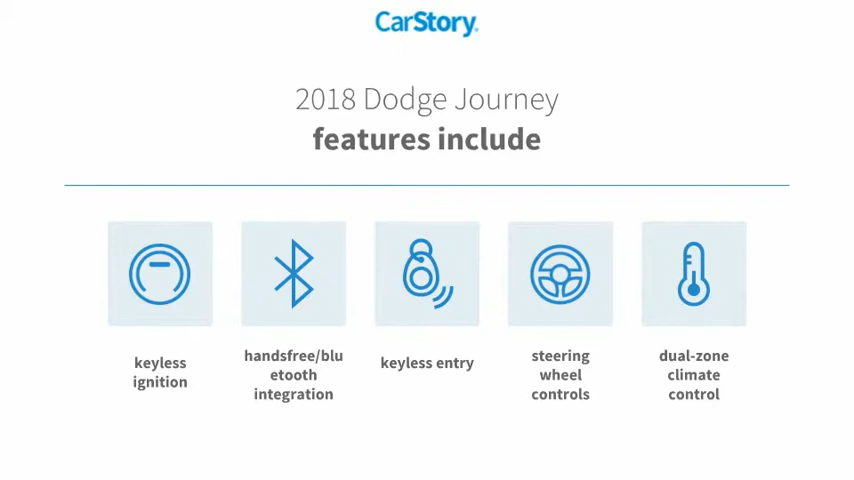 CarStory
2018 Dodge Journey
features include
keyless
ignition
handsfree/blu
etooth
integration
keyless entry
steering
wheel
controls
dual-zone
climate
control